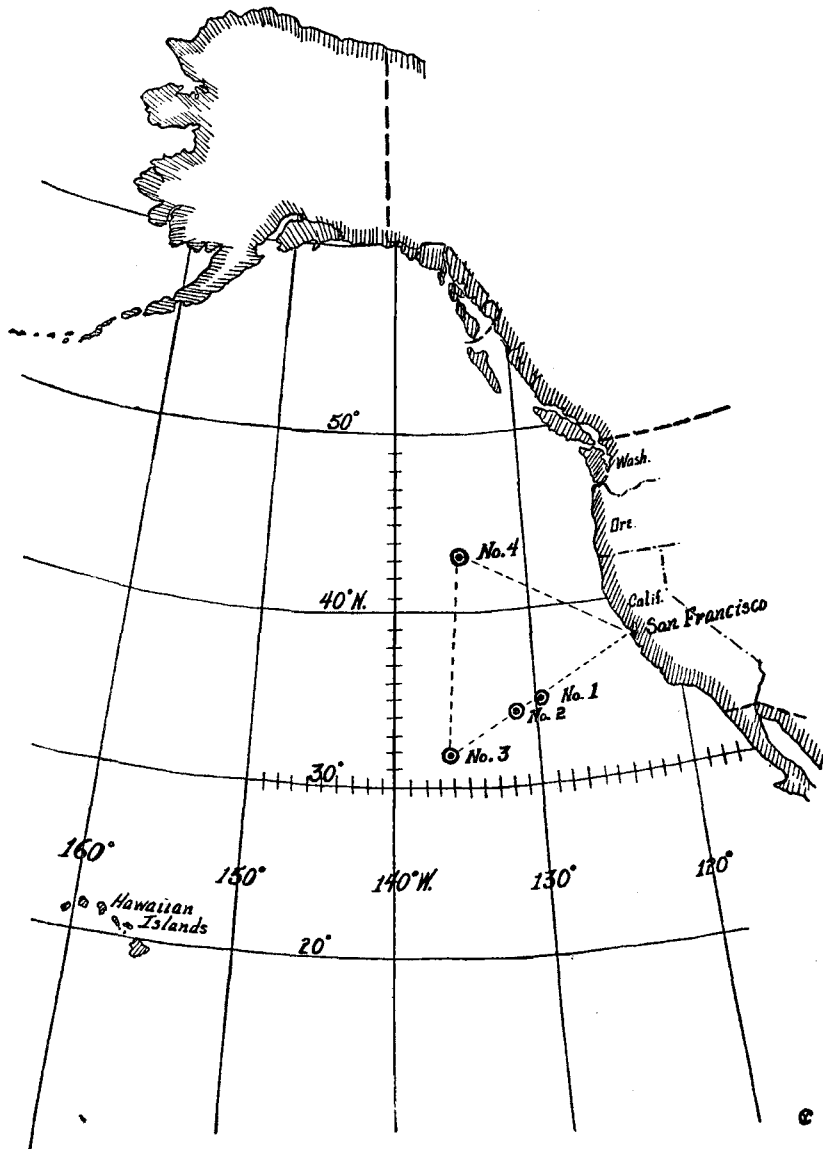 50°
Wash.
Ore.
No. 4
40°N.
Calif.
San Francisco
No. 1
No. 2
No. 3
30°
160°
150°
140°W.
130°
120°
Hawaiian
Islands
20°